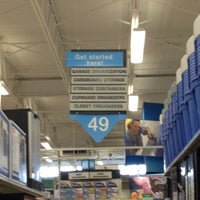 Get started
here!
GARAGE ORGANIZATION
CARDBOARD STORAGE
STORAGE CONTAINERS
CUPBOARD ORGANIZERS
CLOSET ORGANIZERS
49